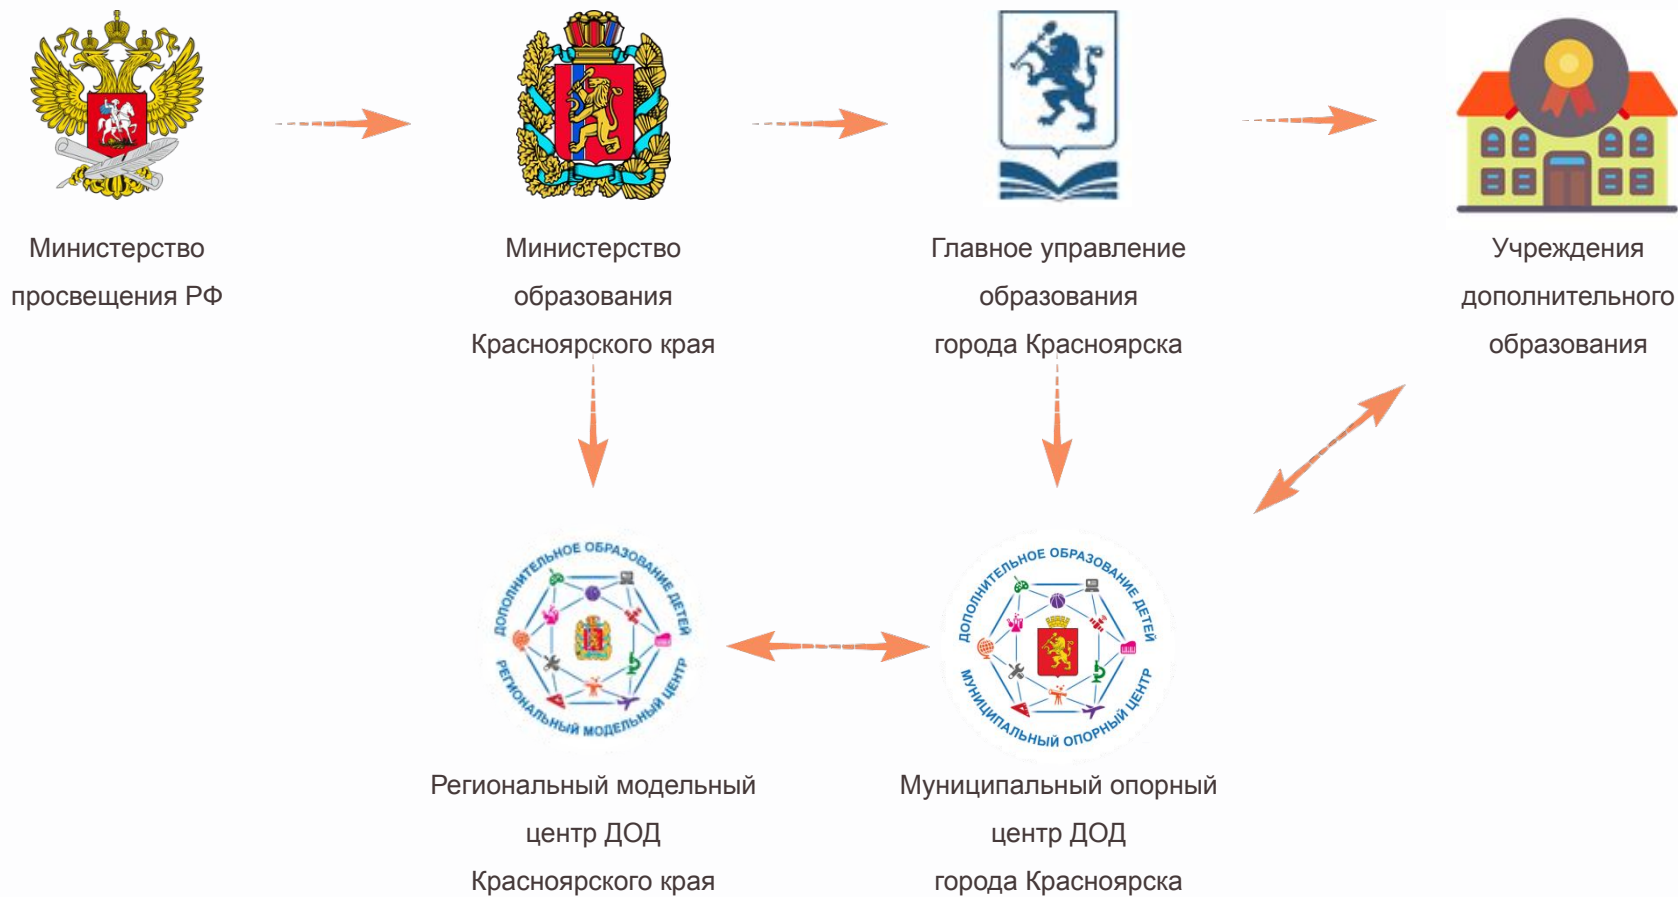 Министерство
просвещения РФ
Министерство
образования
Красноярского края
Главное управление
образования
города Красноярска
Учреждения
дополнительного
образования
ДОПОЛНИТЕЛЬНОЕ ОБРАЗОВАНИЕ ДЕТЕЙ
РЕГИОНАЛЬНЫЙ МОДЕЛЬНЫЙ ЦЕНТР
Региональный модельный
центр ДОД
Красноярского края
ДОПОЛНИТЕЛЬНОЕ ОБРАЗОВАНИЕ ДЕТЕЙ
МУНИЦИПАЛЬНЫЙ ОПОРНЫЙ ЦЕНТР
Муниципальный опорный
центр ДОД
города Красноярска